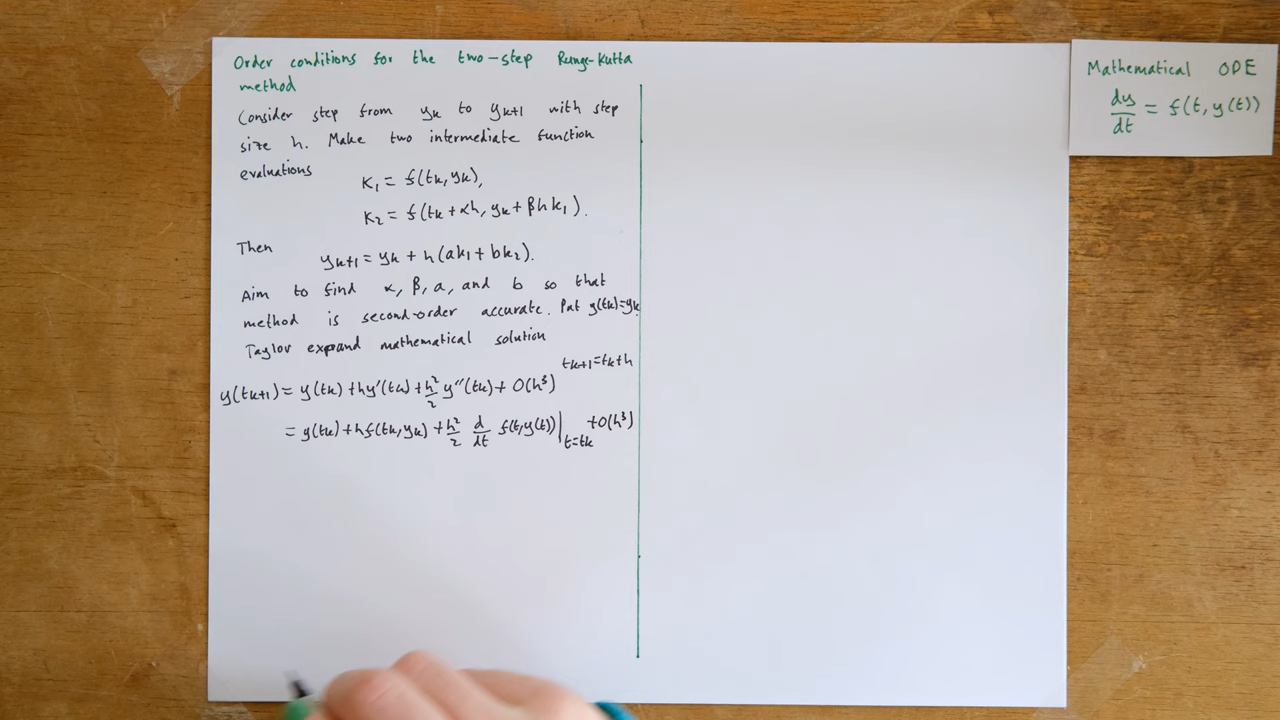 Order conditions for the two-step Runge-Kutta
method
Consider step from yₖ to yₖ₊₁ with step
size h. Make two intermediate function
evaluations
K₁ = f(tₖ, yₖ),
K₂ = f(tₖ + αh, yₖ + βhk₁).
Then
yₖ₊₁ = yₖ + h(ak₁ + bk₂).
Aim to find α, β, a, and b so that
method is second-order accurate. Put y(tₖ)=yₖ.
Taylor expand mathematical solution
tₖ₊₁=tₖ+h
y(tₖ₊₁) = y(tₖ) + hy'(tₖ) + h²/2 y''(tₖ) + O(h³)
= y(tₖ) + hf(tₖ, yₖ) + h²/2 d/dt f(t,y(t))|t=tₖ + O(h³)
Mathematical ODE
dy/dt = f(t, y(t))